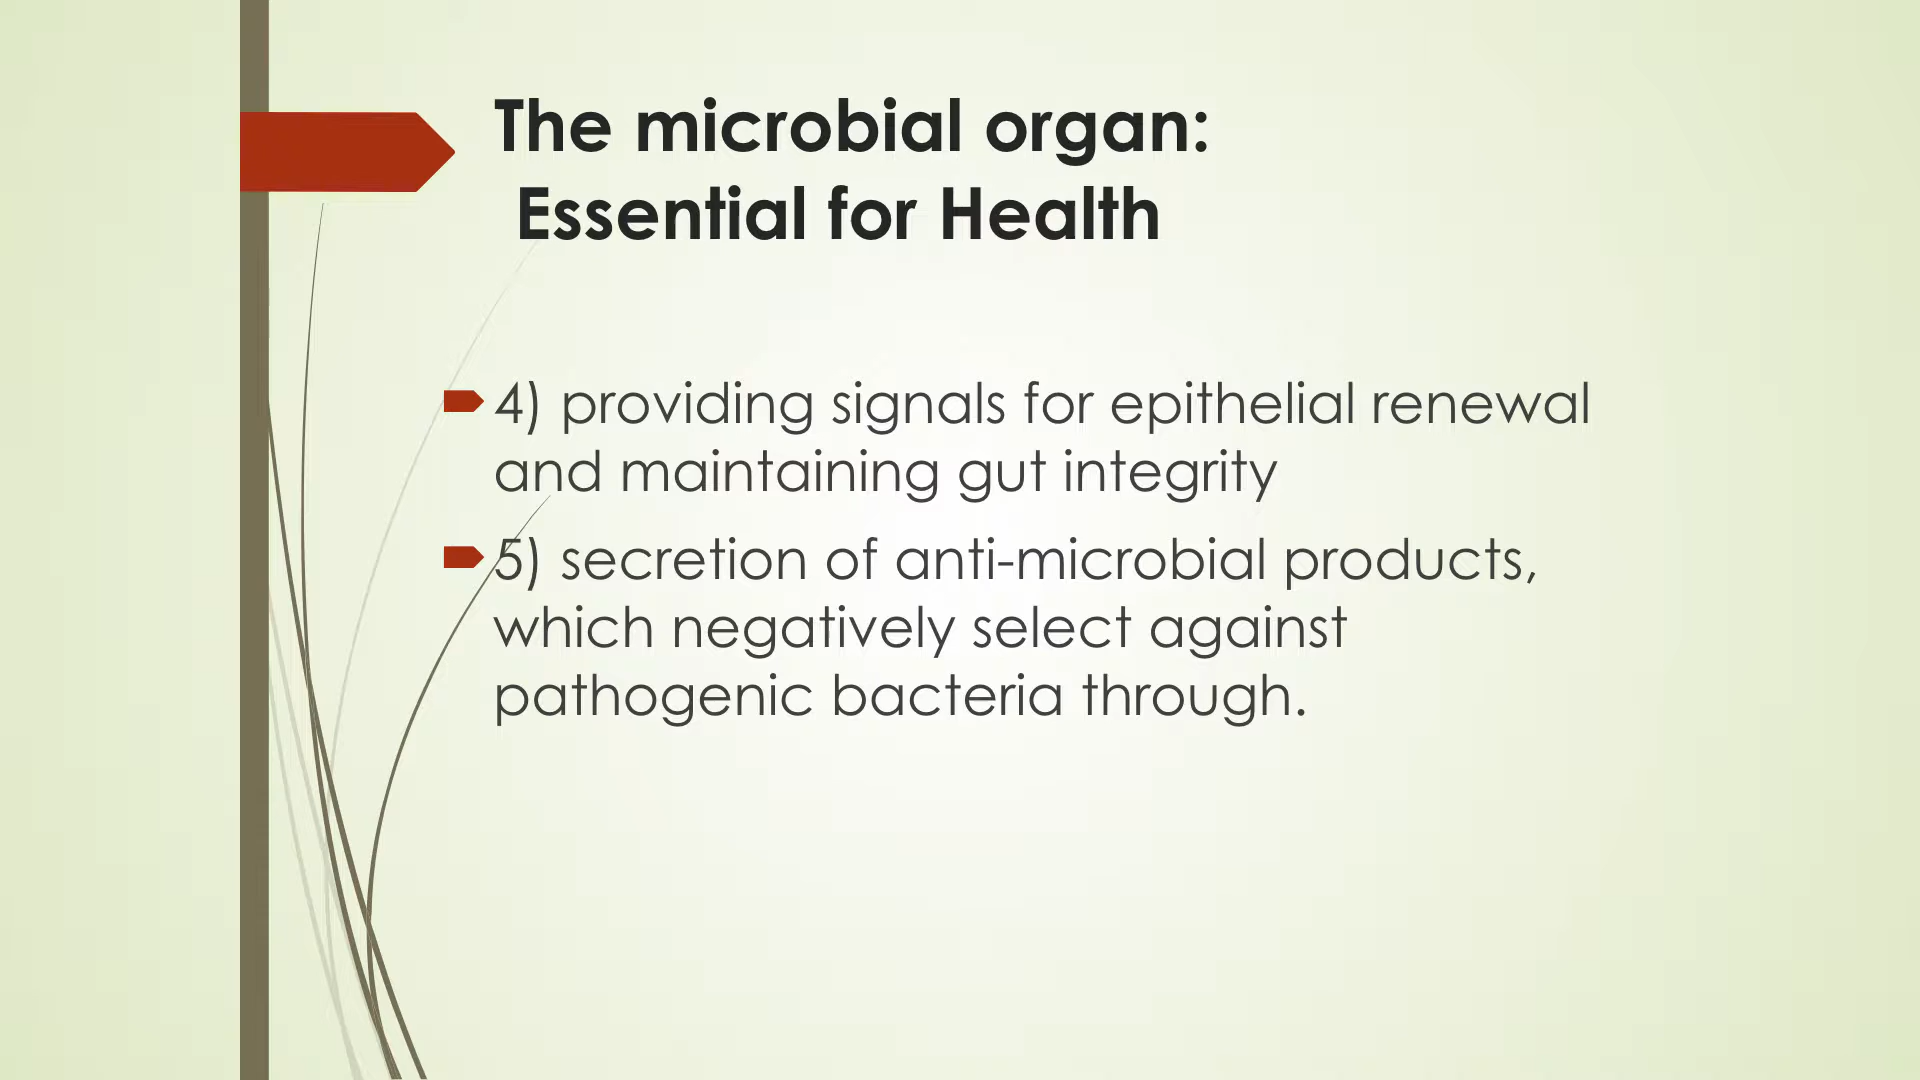 The microbial organ:
Essential for Health
4) providing signals for epithelial renewal
and maintaining gut integrity
5) secretion of anti-microbial products,
which negatively select against
pathogenic bacteria through.